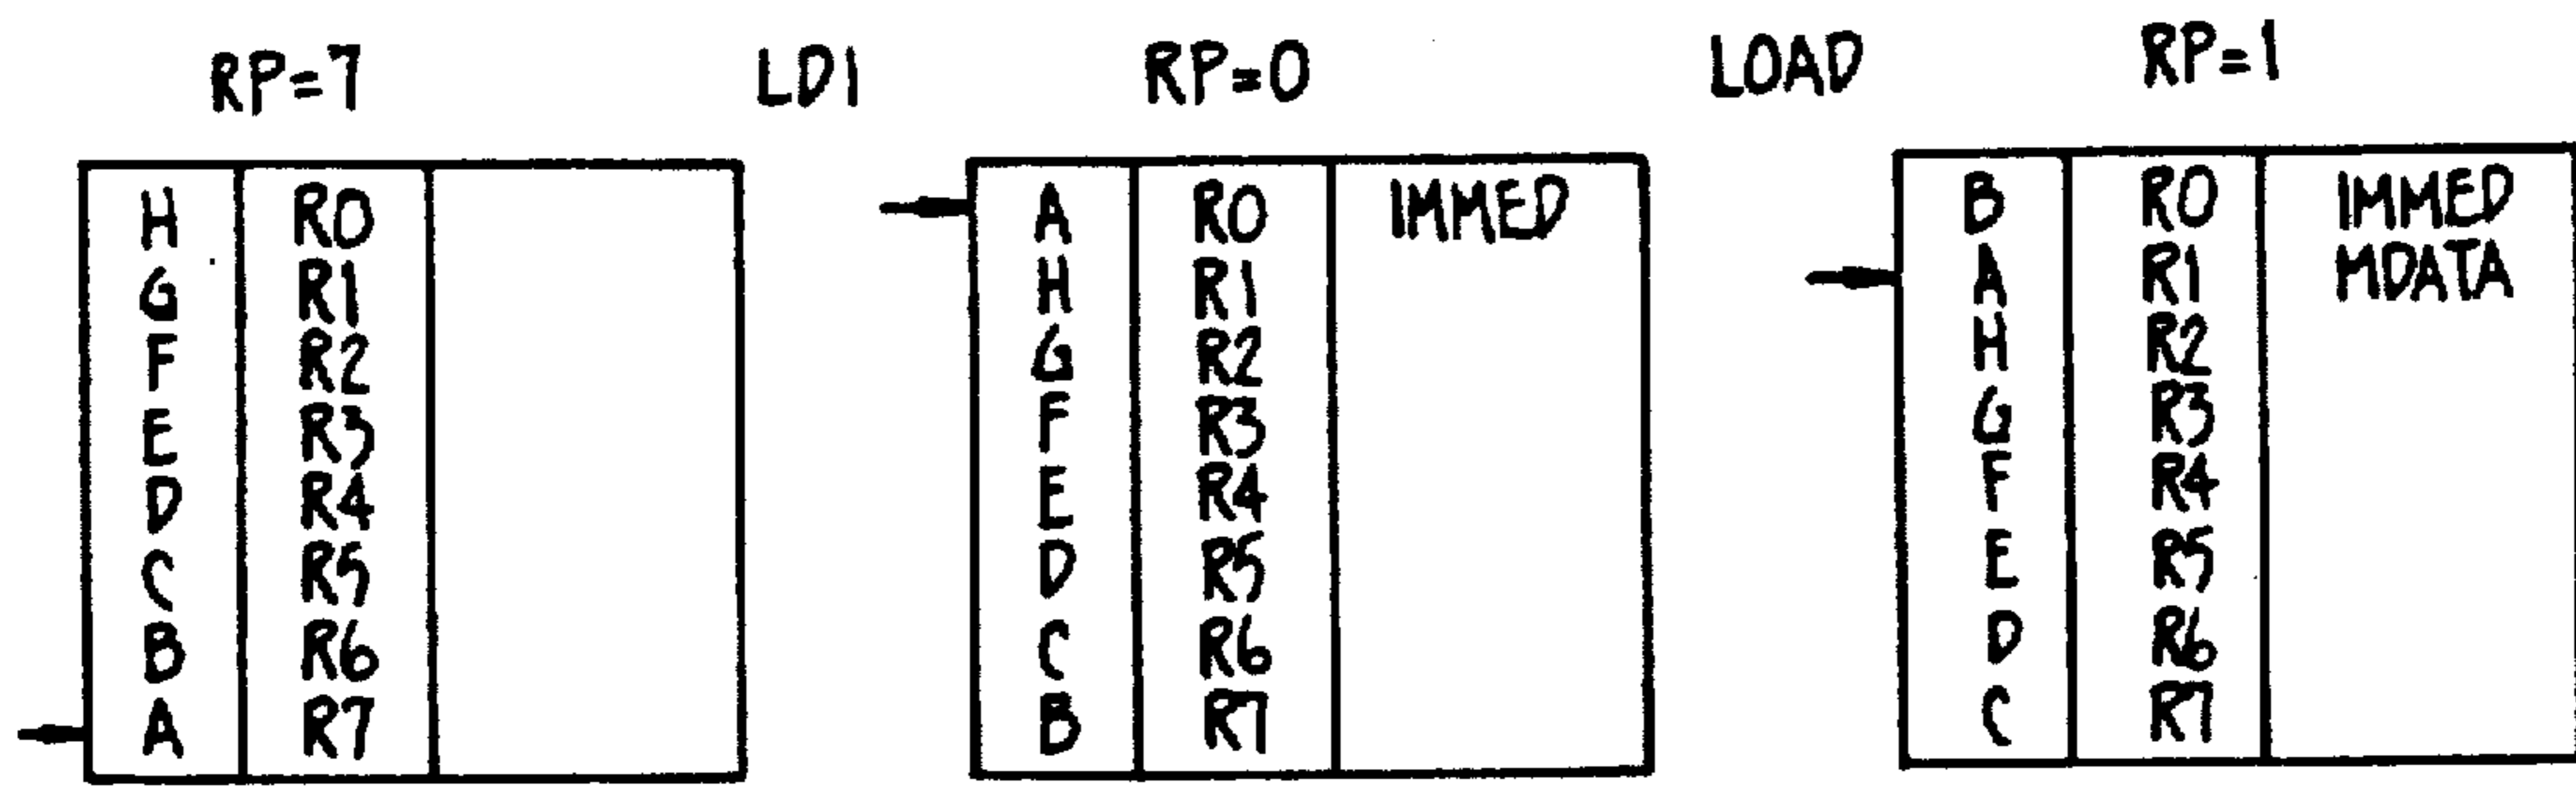 RP=7 LDI RP=0 LOAD RP=1
H R0 A R0 IMMED B R0 IMMED
G R1 H R1 A R1 MDATA
F R2 G R2 H R2
E R3 F R3 G R3
D R4 E R4 F R4
C R5 D R5 E R5
B R6 C R6 D R6
A R7 B R7 C R7